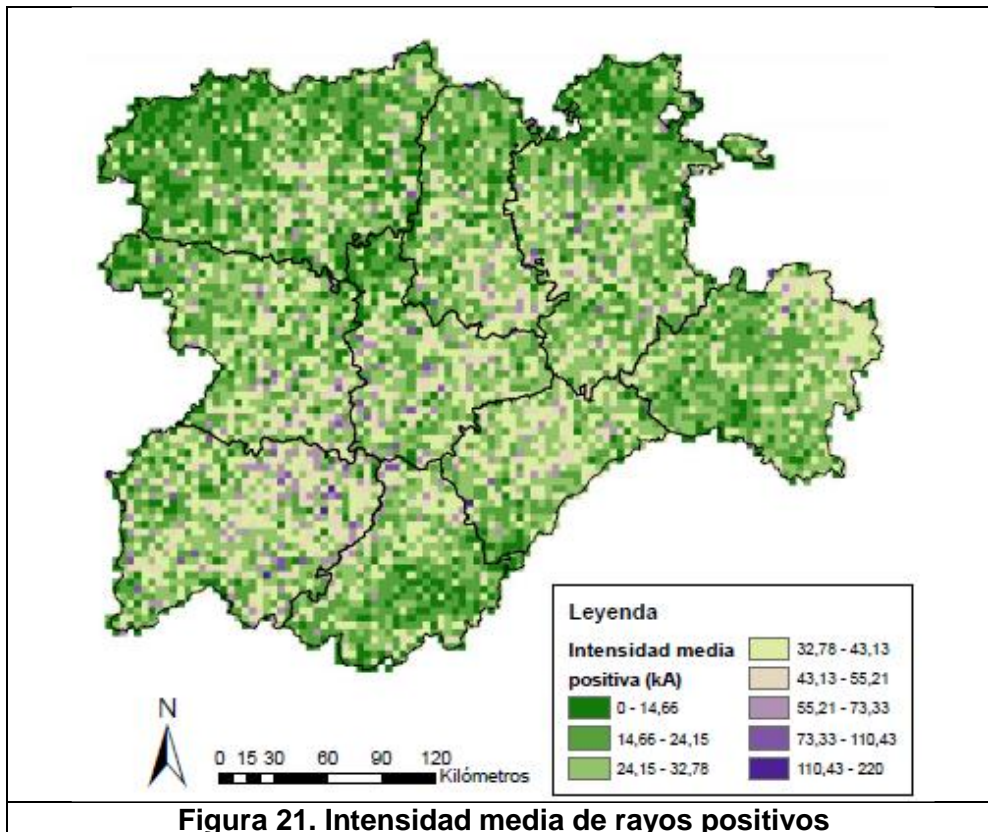 Leyenda
Intensidad media
positiva (kA)
0 - 14,66
14,66 - 24,15
24,15 - 32,78
32,78 - 43,13
43,13 - 55,21
55,21 - 73,33
73,33 - 110,43
110,43 - 220
N
0 15 30 60 90 120
Kilómetros
Figura 21. Intensidad media de rayos positivos